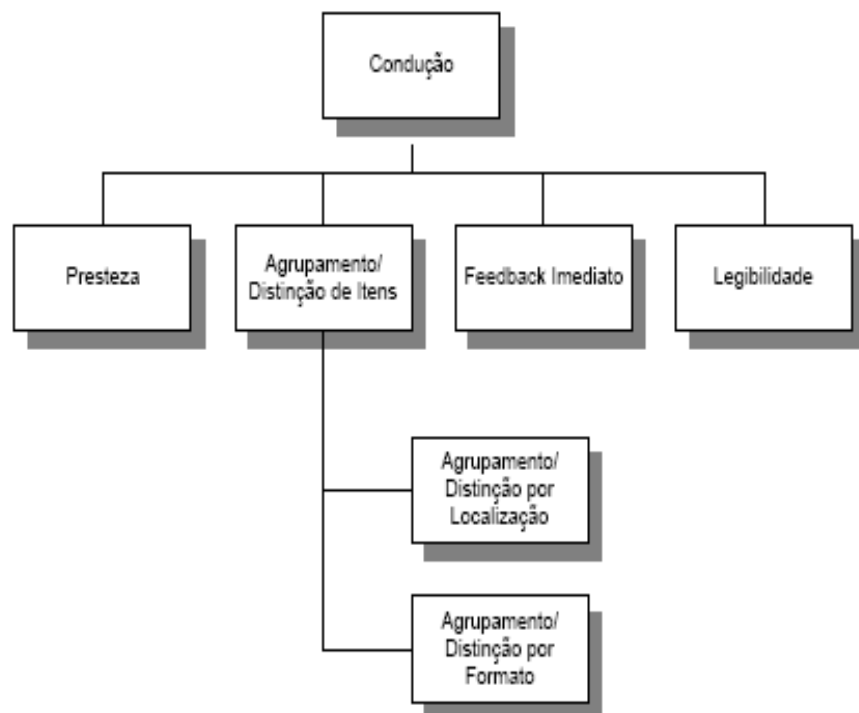 Condução
Presteza
Agrupamento/
Distinção de Itens
Feedback Imediato
Legibilidade
Agrupamento/
Distinção por
Localização
Agrupamento/
Distinção por
Formato